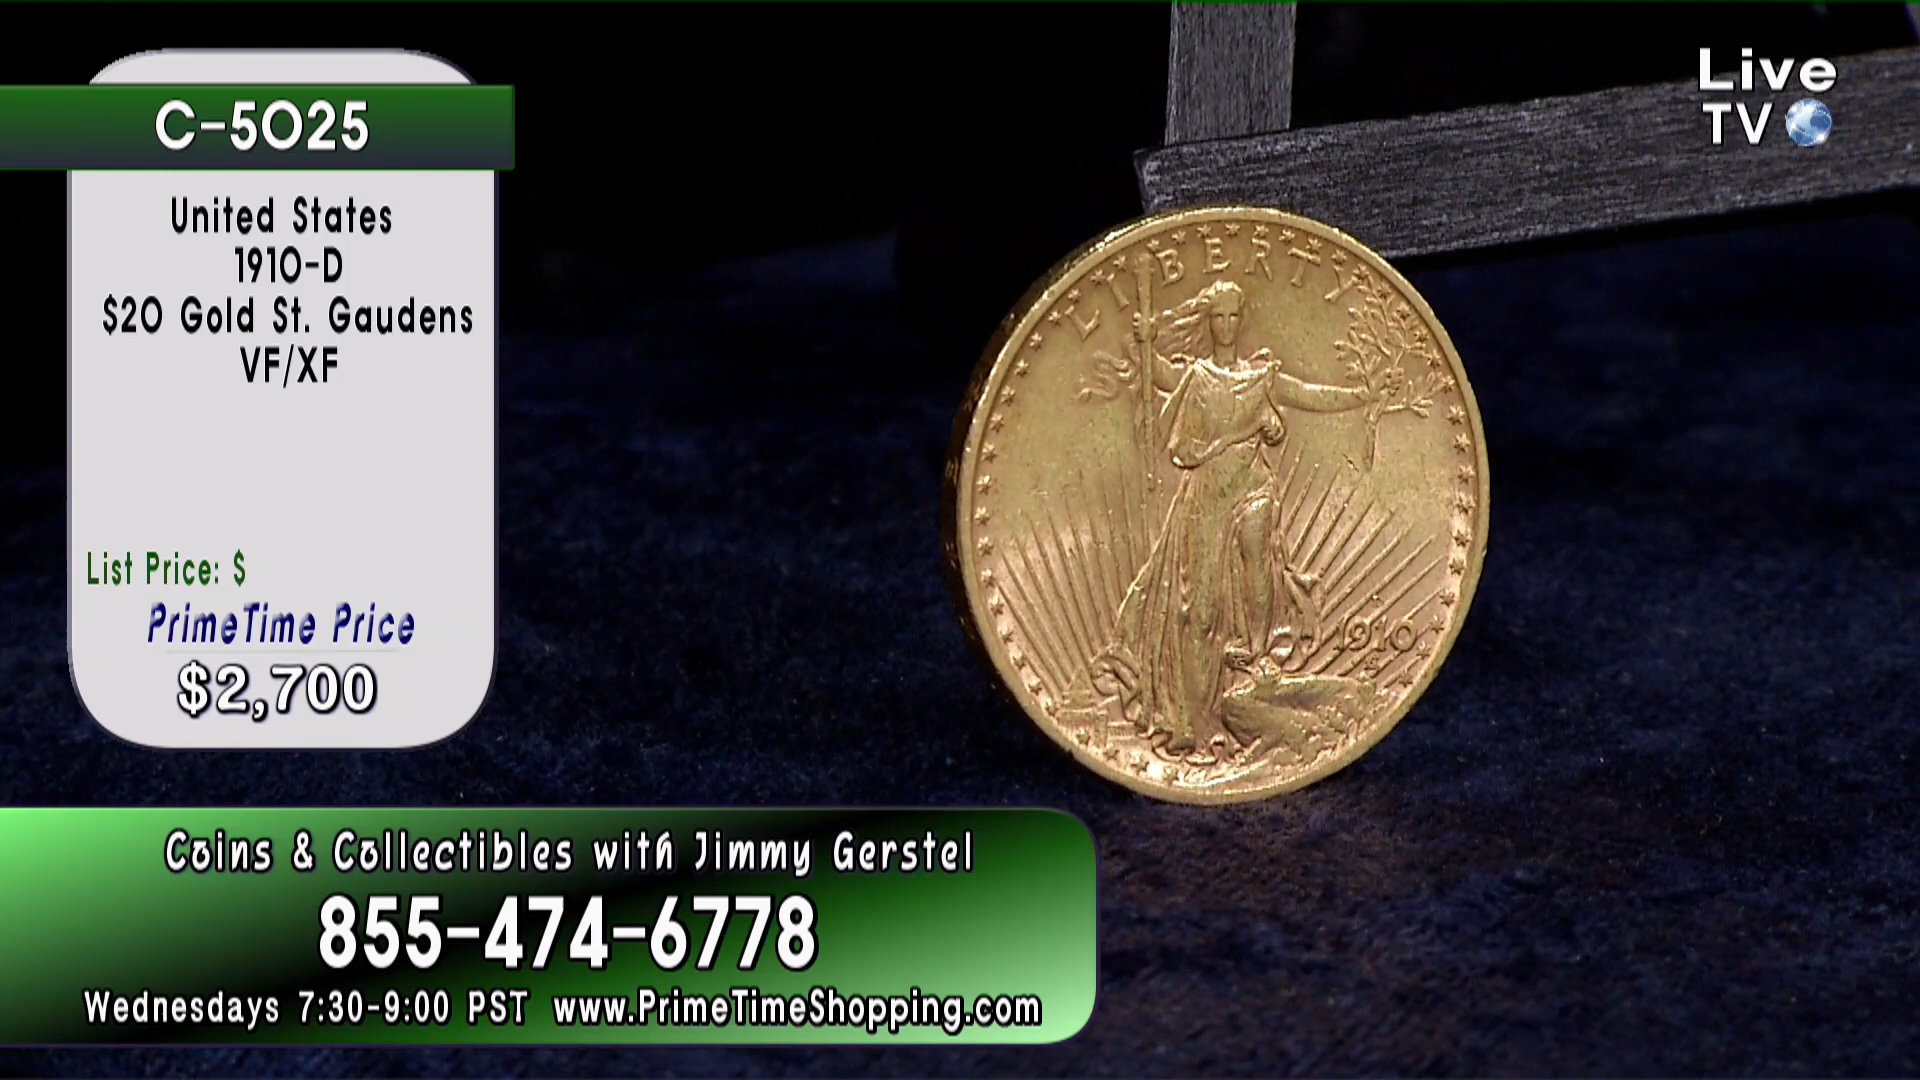 C-5025
United States
1910-D
$20 Gold St. Gaudens
VF/XF
List Price: $
PrimeTime Price
$2,700
Live
TV
LIBERTY
1910
Coins & Collectibles with Jimmy Gerstel
855-474-6778
Wednesdays 7:30-9:00 PST www.PrimeTimeShopping.com